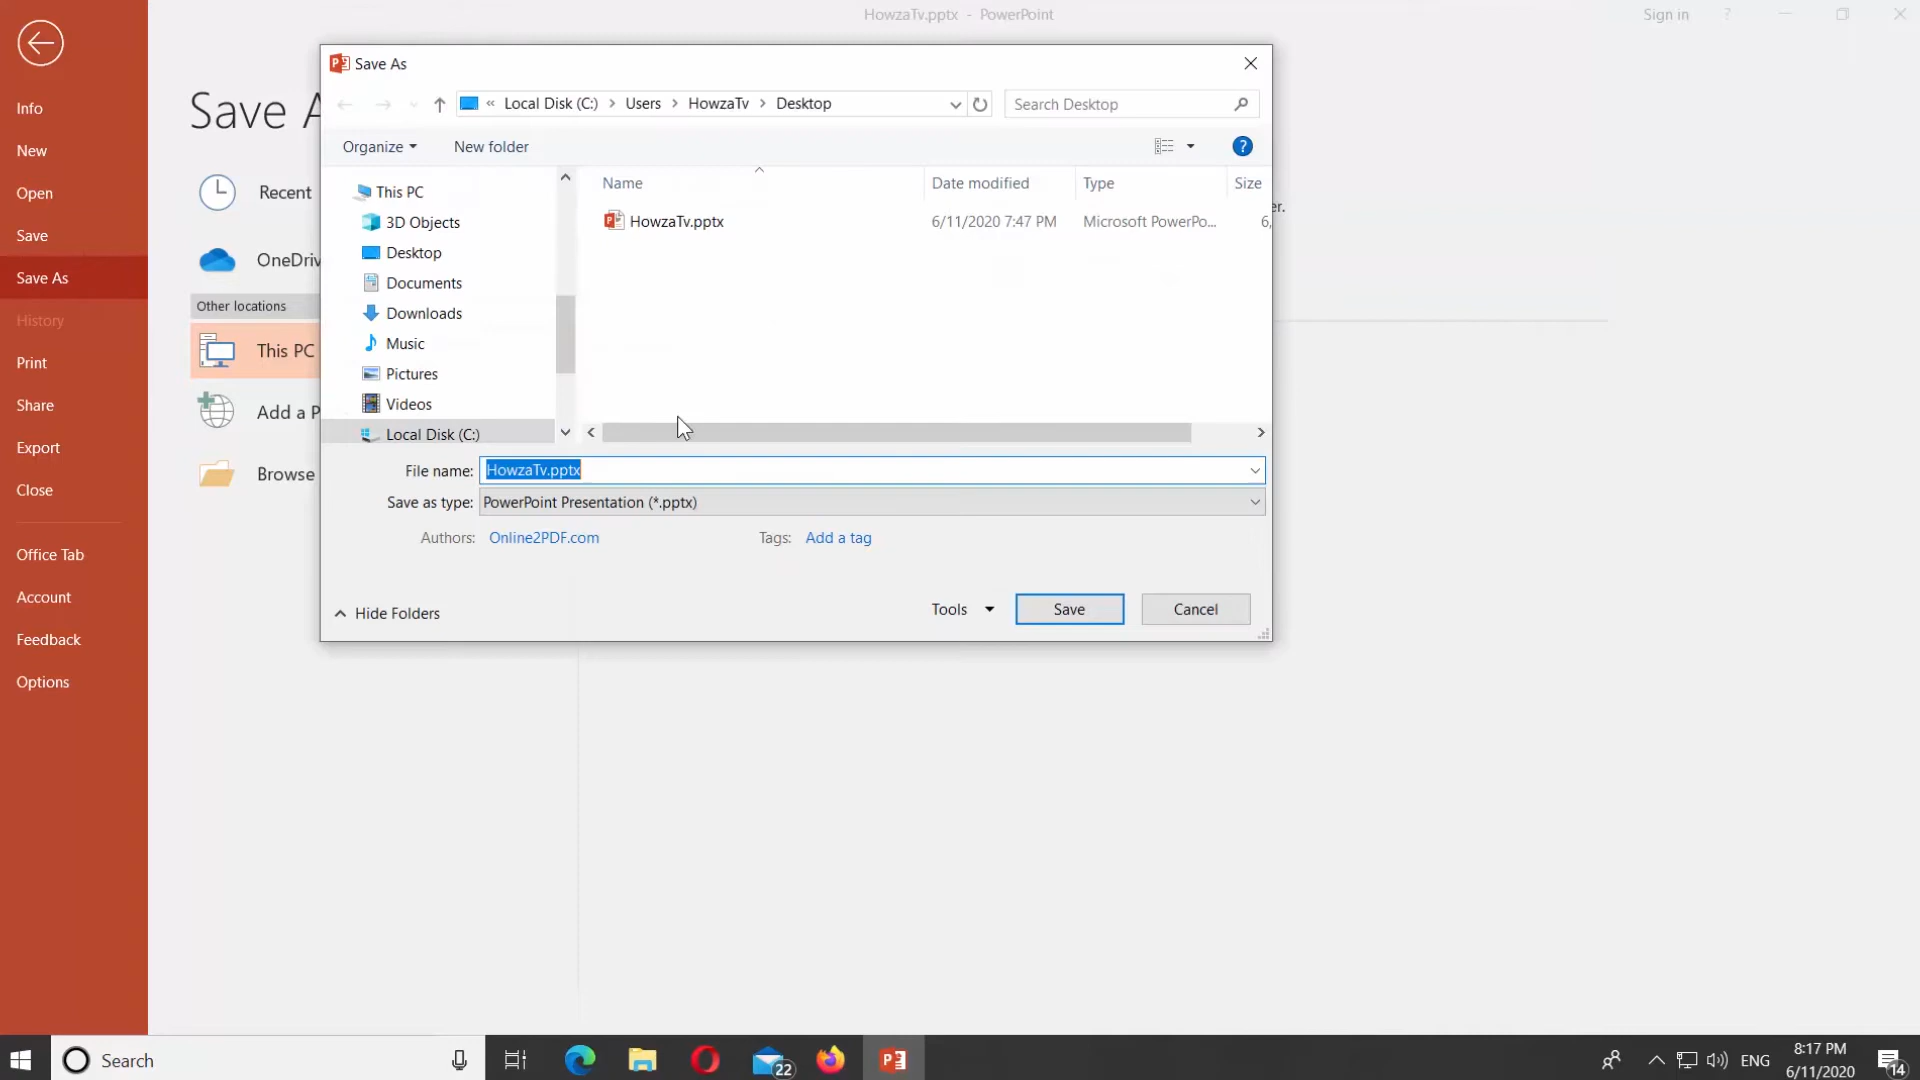 HowzaTv.pptx - PowerPoint
Sign in ?
Info
New
Open
Save
Save As
History
Print
Share
Export
Close
Office Tab
Account
Feedback
Options
Save A
Recent
OneDriv
Other locations
This PC
Add a P
Browse
er.
Save As
« Local Disk (C:) > Users > HowzaTv > Desktop
Search Desktop
Organize
New folder
?
This PC
3D Objects
Desktop
Documents
Downloads
Music
Pictures
Videos
Local Disk (C:)
Name Date modified Type Size
HowzaTv.pptx 6/11/2020 7:47 PM Microsoft PowerPo... 6,
File name: HowzaTv.pptx
Save as type: PowerPoint Presentation (*.pptx)
Authors: Online2PDF.com Tags: Add a tag
Hide Folders
Tools
Save
Cancel
Search
22
ENG
8:17 PM
6/11/2020
14